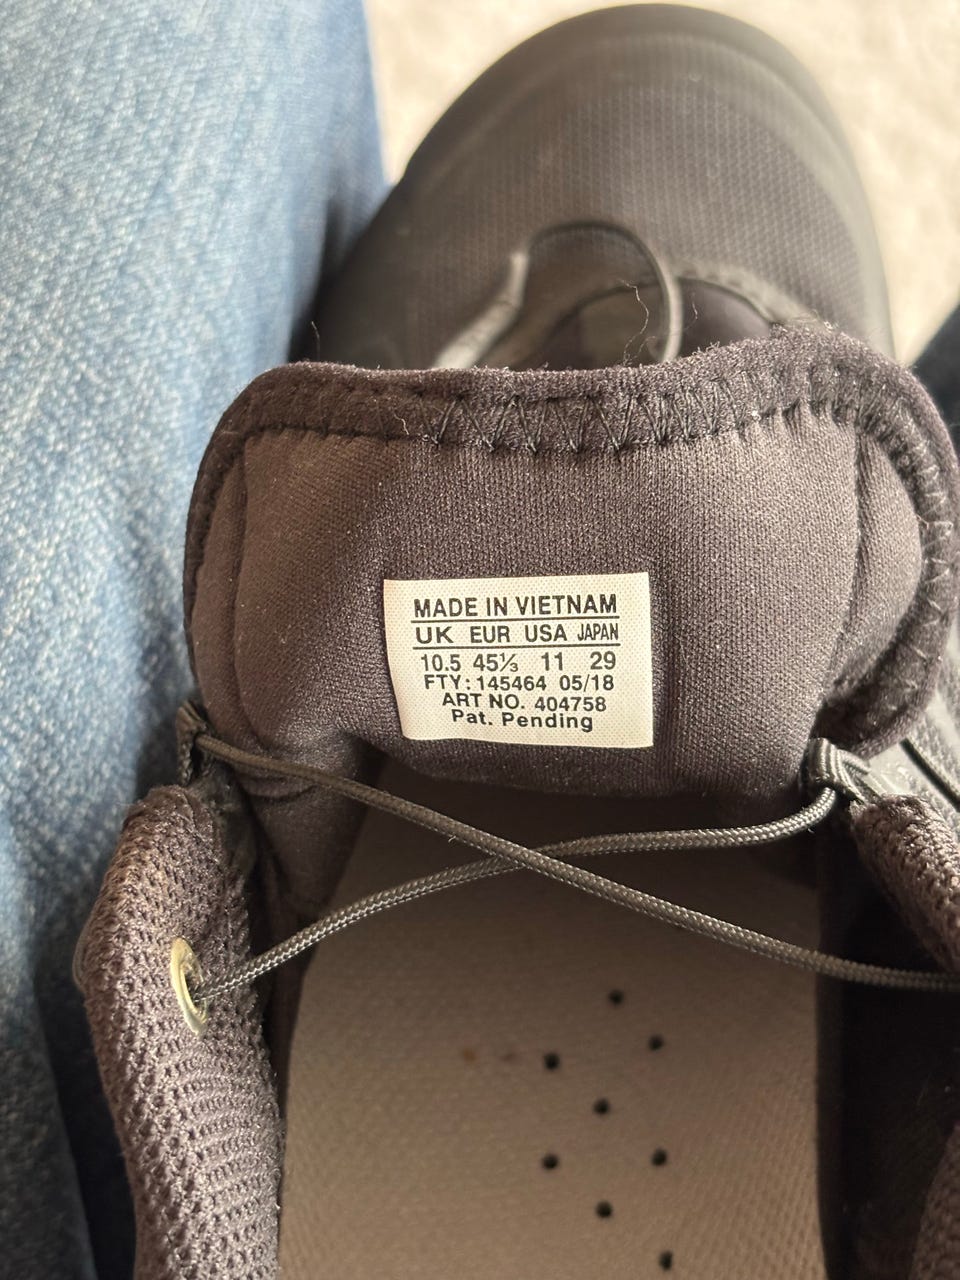 MADE IN VIETNAM
UK EUR USA JAPAN
10.5 45⅓ 11 29
FTY: 145464 05/18
ART NO. 404758
Pat. Pending